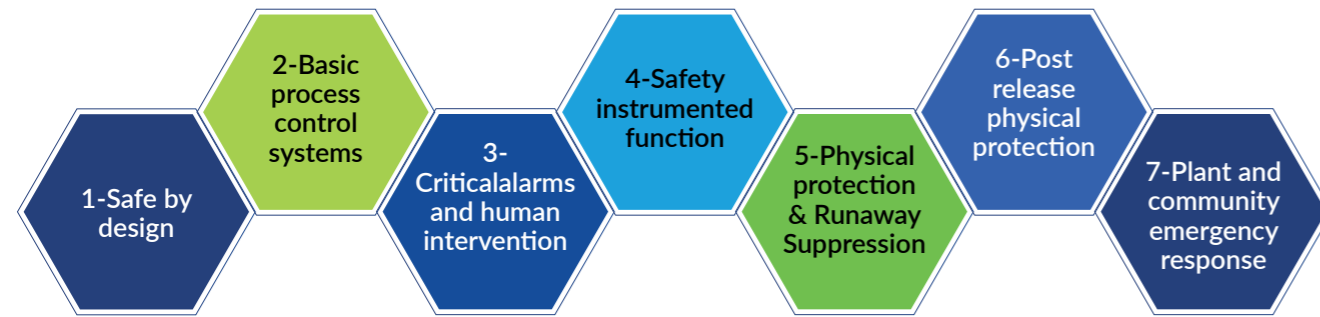 1-Safe by
design
2-Basic
process
control
systems
3-
Criticalalarms
and human
intervention
4-Safety
instrumented
function
5-Physical
protection
& Runaway
Suppression
6-Post
release
physical
protection
7-Plant and
community
emergency
response